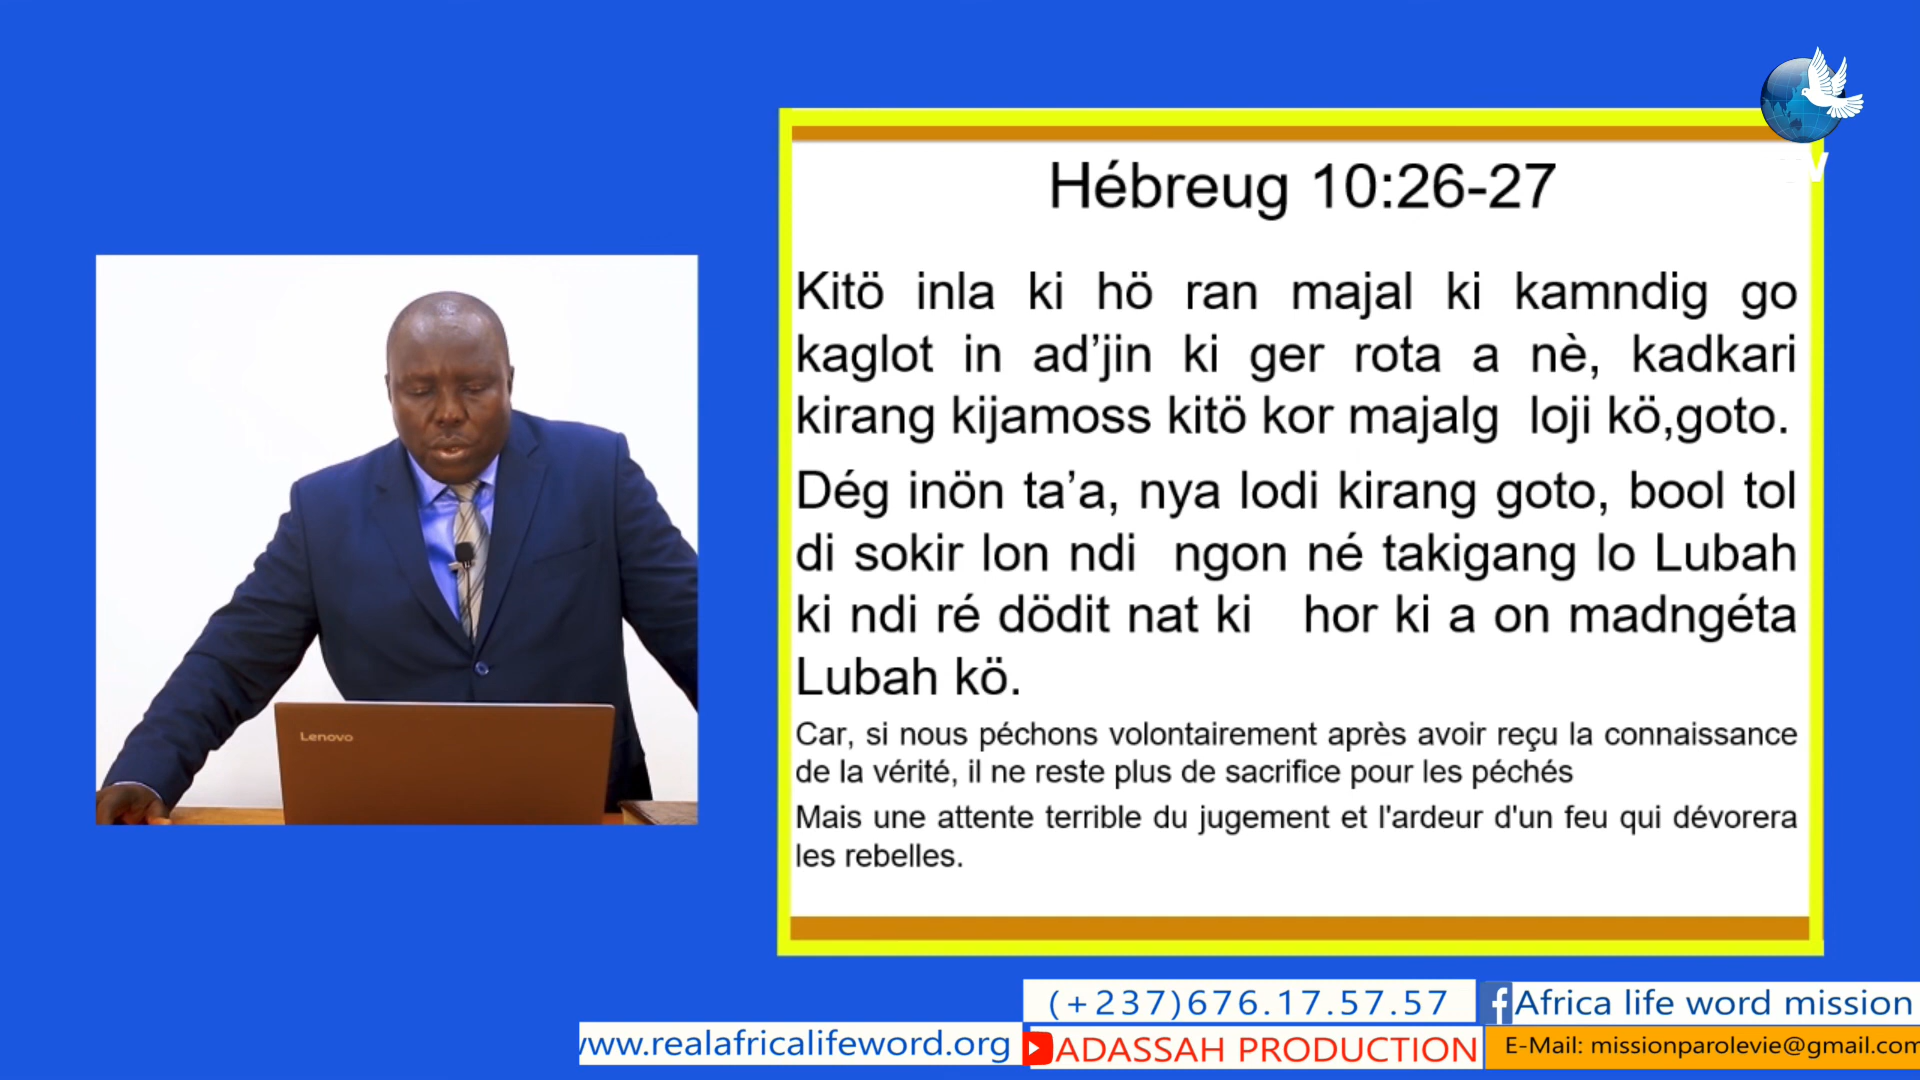 Hébreug 10:26-27
Kitö inla ki hö ran majal ki kamndig go
kaglot in ad’jin ki ger rota a nè, kadkari
kirang kijamoss kitö kor majalg loji kö,goto.
Dég inön ta’a, nya lodi kirang goto, bool tol
di sokir lon ndi ngon né takigang lo Lubah
ki ndi ré dödit nat ki hor ki a on madngéta
Lubah kö.
Car, si nous péchons volontairement après avoir reçu la connaissance
de la vérité, il ne reste plus de sacrifice pour les péchés
Mais une attente terrible du jugement et l'ardeur d'un feu qui dévorera
les rebelles.
Lenovo
(+237)676.17.57.57
Africa life word mission
www.realafricalifeword.org
ADASSAH PRODUCTION
E-Mail: missionparolevie@gmail.com